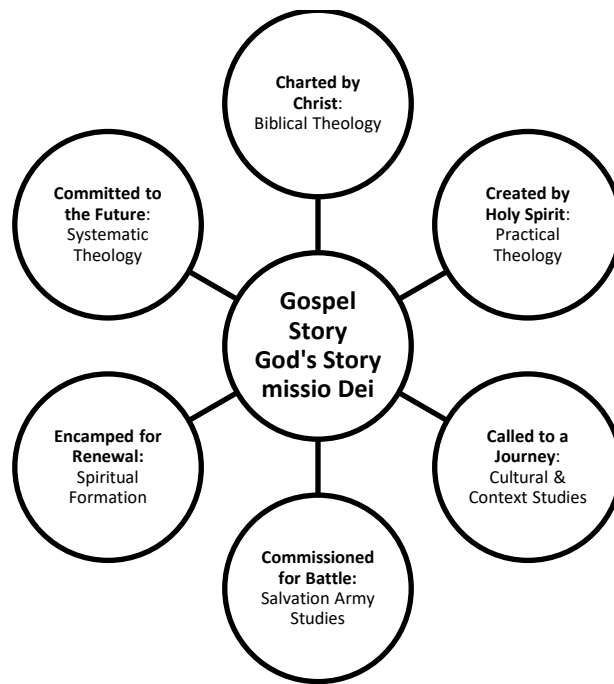 Charted by
Christ:
Biblical Theology
Committed to
the Future:
Systematic
Theology
Created by
Holy Spirit:
Practical
Theology
Gospel
Story
God's Story
missio Dei
Encamped for
Renewal:
Spiritual
Formation
Called to a
Journey:
Cultural &
Context Studies
Commissioned
for Battle:
Salvation Army
Studies